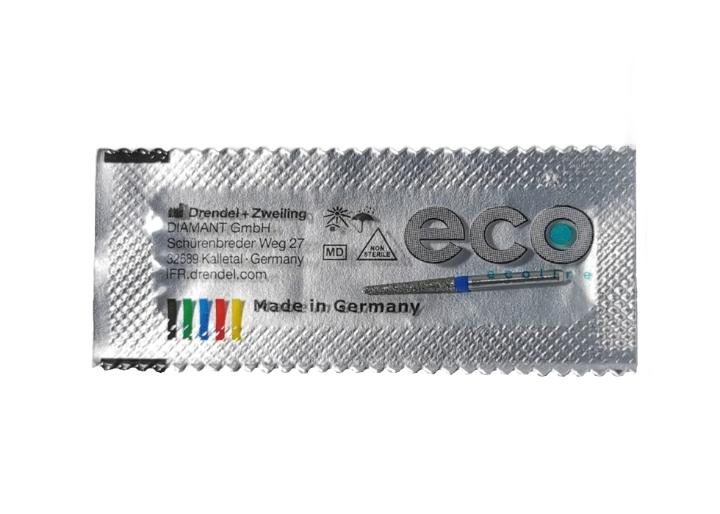 Drendel + Zweiling
DIAMANT GmbH
Schürenbreder Weg 27
32689 Kalletal · Germany
IFR.drendel.com
MD
NON
STERILE
eco
ecoline
Made in Germany